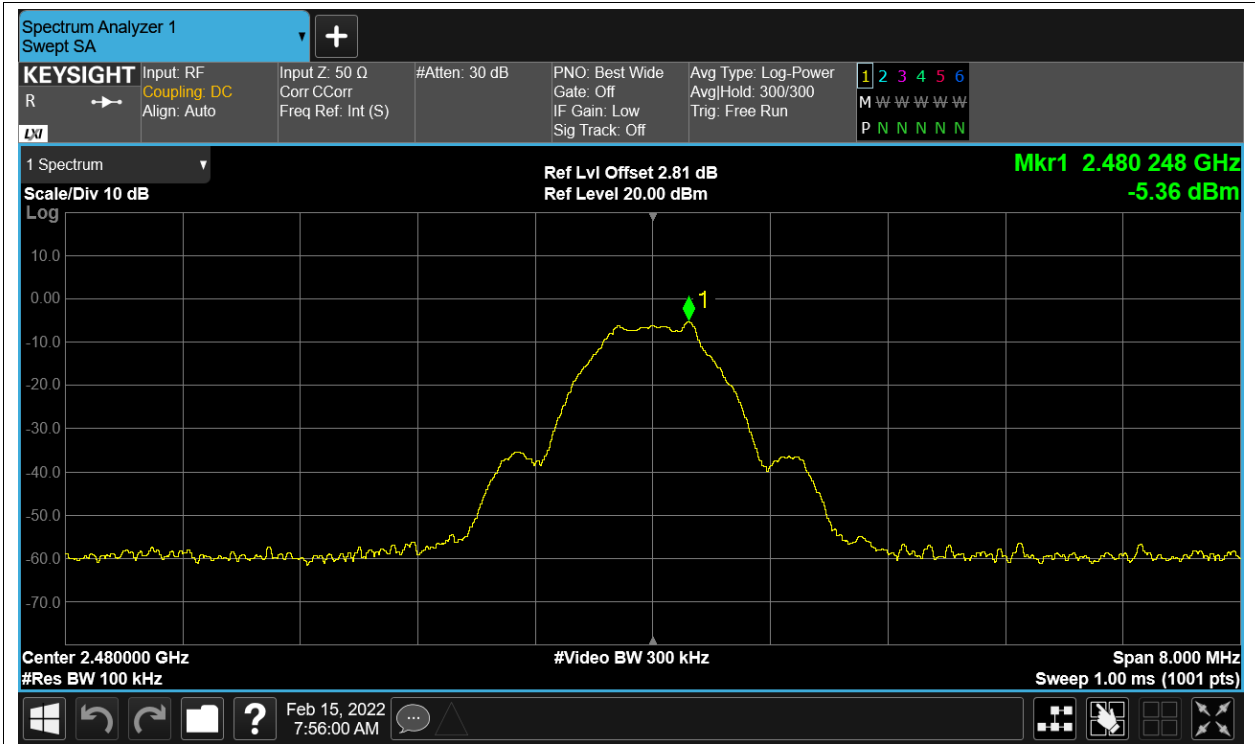 Spectrum Analyzer 1
Swept SA
KEYSIGHT
R
LXI
Input: RF
Coupling: DC
Align: Auto
Input Z: 50 Ω
Corr CCorr
Freq Ref: Int (S)
#Atten: 30 dB
PNO: Best Wide
Gate: Off
IF Gain: Low
Sig Track: Off
Avg Type: Log-Power
Avg|Hold: 300/300
Trig: Free Run
1 2 3 4 5 6
M W W W W W W
P N N N N N N
1 Spectrum
Scale/Div 10 dB
Ref Lvl Offset 2.81 dB
Ref Level 20.00 dBm
Mkr1 2.480 248 GHz
-5.36 dBm
Log
10.0
0.00
1
-10.0
-20.0
-30.0
-40.0
-50.0
-60.0
-70.0
Center 2.480000 GHz
#Video BW 300 kHz
Span 8.000 MHz
#Res BW 100 kHz
Sweep 1.00 ms (1001 pts)
?
Feb 15, 2022
7:56:00 AM